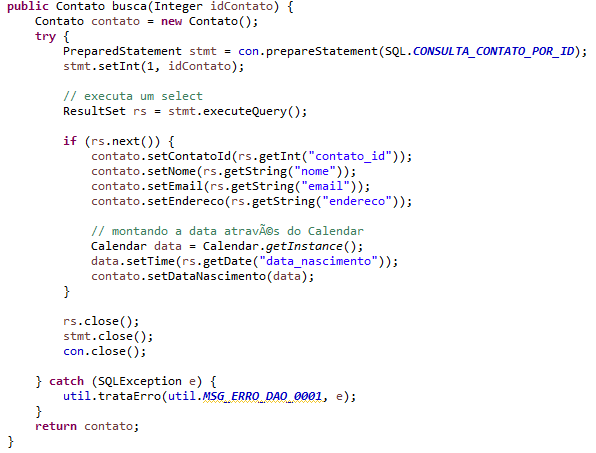 public Contato busca(Integer idContato) {
    Contato contato = new Contato();
    try {
        PreparedStatement stmt = con.prepareStatement(SQL.CONSULTA_CONTATO_POR_ID);
        stmt.setInt(1, idContato);

        // executa um select
        ResultSet rs = stmt.executeQuery();

        if (rs.next()) {
            contato.setContatoId(rs.getInt("contato_id"));
            contato.setNome(rs.getString("nome"));
            contato.setEmail(rs.getString("email"));
            contato.setEndereco(rs.getString("endereco"));

            // montando a data atravÃ©s do Calendar
            Calendar data = Calendar.getInstance();
            data.setTime(rs.getDate("data_nascimento"));
            contato.setDataNascimento(data);
        }

        rs.close();
        stmt.close();
        con.close();

    } catch (SQLException e) {
        util.trataErro(util.MSG_ERRO_DAO_0001, e);
    }
    return contato;
}